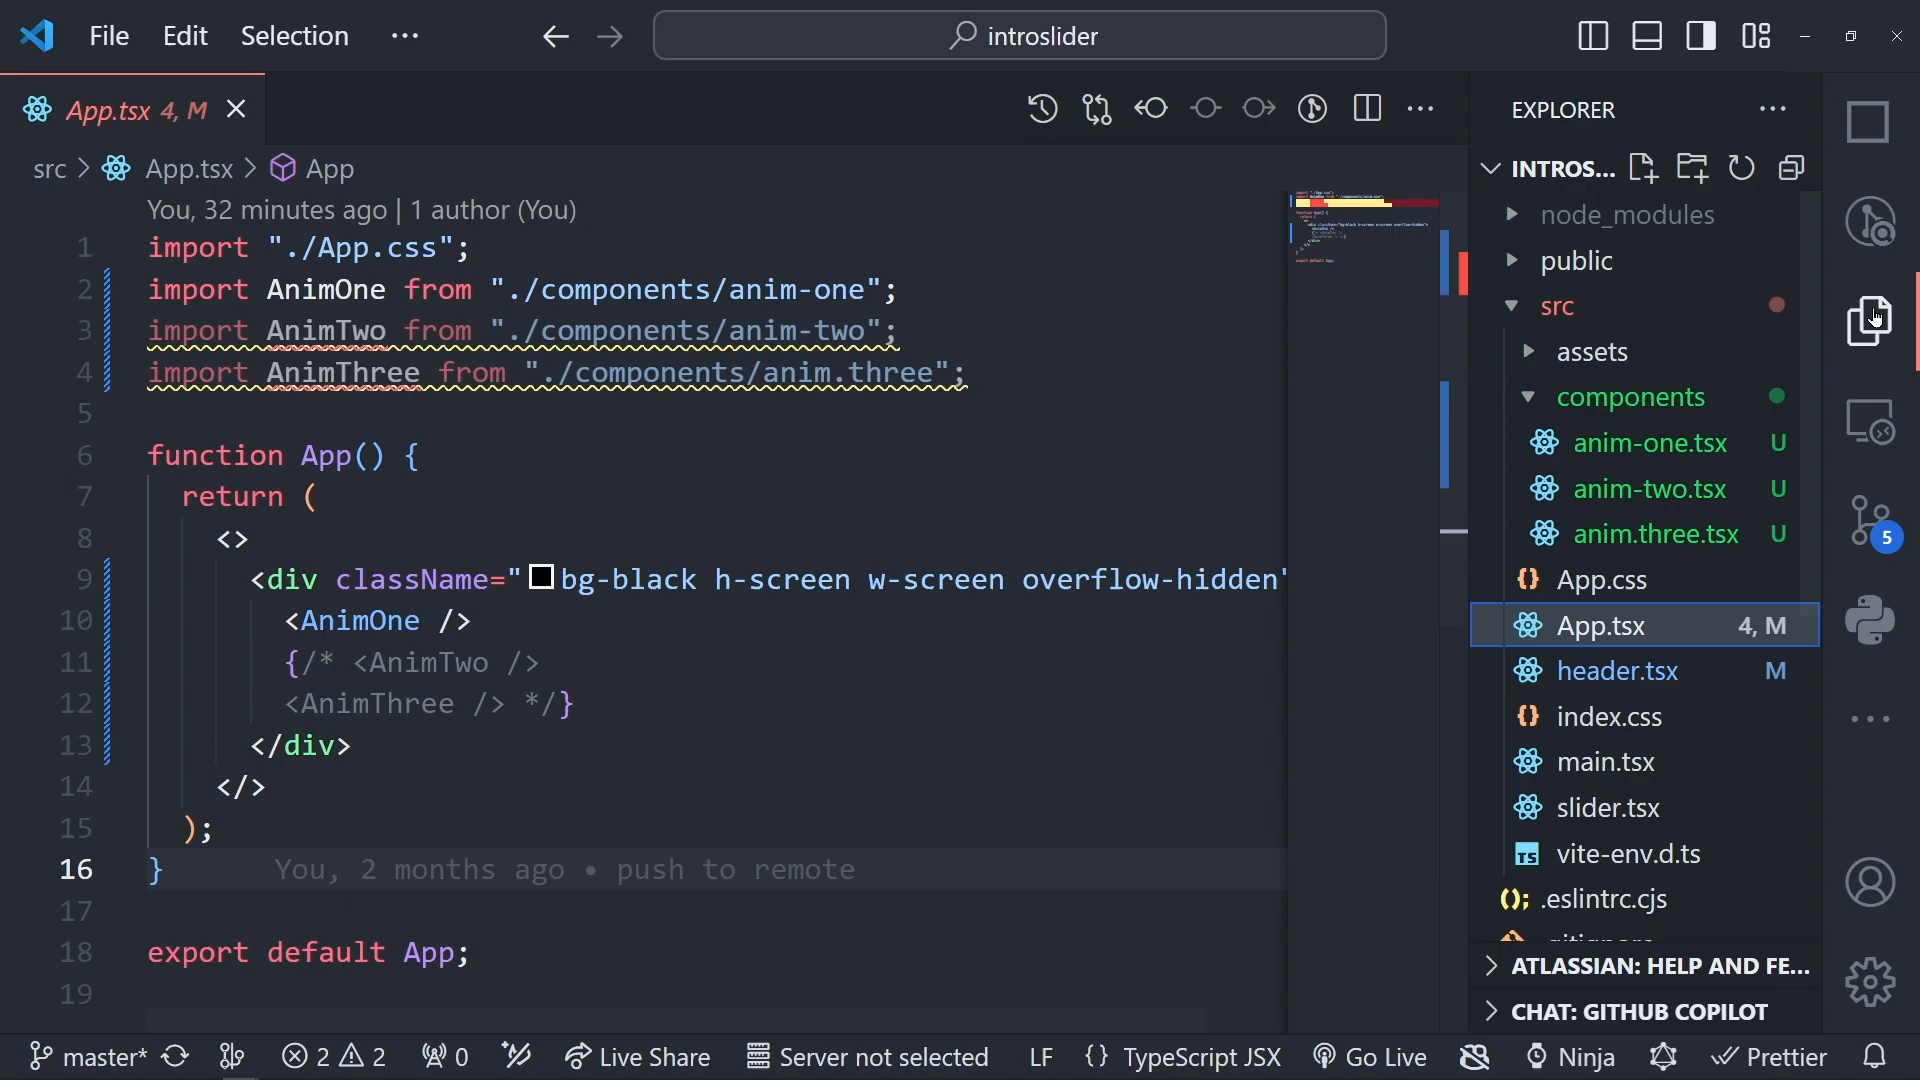 File Edit Selection ···
introslider
App.tsx 4, M
src > App.tsx > App
You, 32 minutes ago | 1 author (You)
1 import "./App.css";
2 import AnimOne from "./components/anim-one";
3 import AnimTwo from "./components/anim-two";
4 import AnimThree from "./components/anim.three";
5
6 function App() {
7 return (
8 <>
9 <div className="bg-black h-screen w-screen overflow-hidden"
10 <AnimOne />
11 {/* <AnimTwo />
12 <AnimThree /> */}
13 </div>
14 </>
15 );
16 } You, 2 months ago • push to remote
17
18 export default App;
19
EXPLORER
INTROS...
node_modules
public
src
assets
components
anim-one.tsx U
anim-two.tsx U
anim.three.tsx U
App.css
App.tsx 4, M
header.tsx M
index.css
main.tsx
slider.tsx
TS vite-env.d.ts
.eslintrc.cjs
ATLASSIAN: HELP AND FE...
CHAT: GITHUB COPILOT
5
master* 2 2 0 Live Share Server not selected LF {} TypeScript JSX Go Live Ninja Prettier